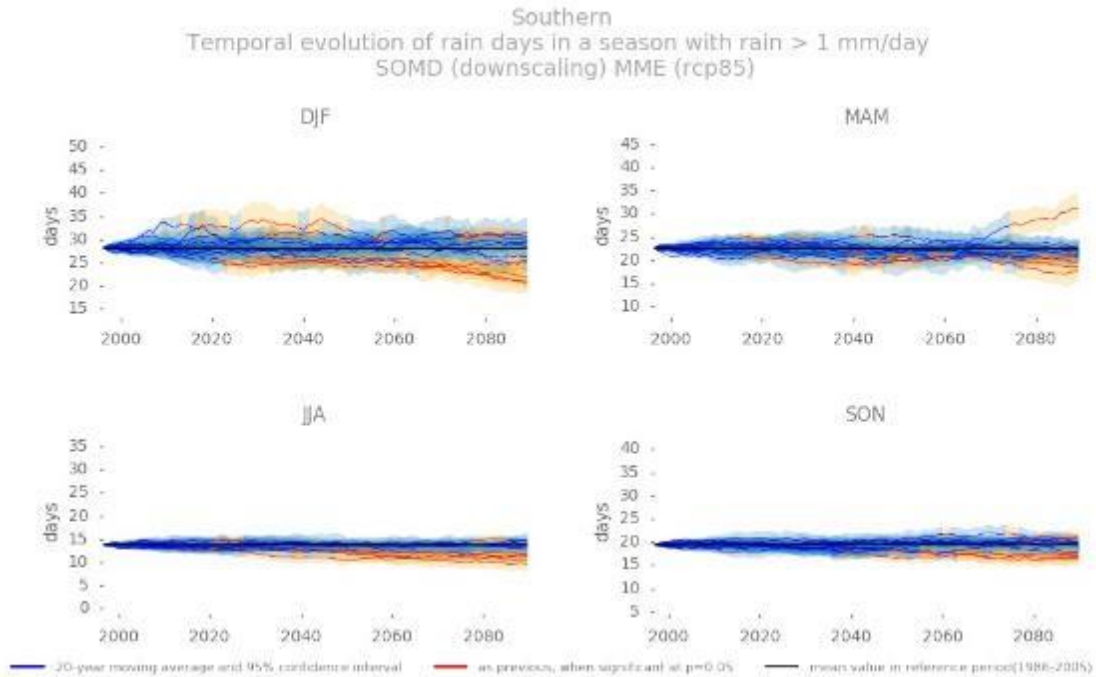 Southern
Temporal evolution of rain days in a season with rain > 1 mm/day
SOMD (downscaling) MME (rcp85)
DJF
MAM
50
45
40
35
30
25
20
15
days
2000 2020 2040 2060 2080
45
40
35
30
25
20
15
10
days
2000 2020 2040 2060 2080
JJA
SON
35
30
25
20
15
10
5
0
days
2000 2020 2040 2060 2080
40
35
30
25
20
15
10
5
days
2000 2020 2040 2060 2080
20-year moving average and 95% confidence interval
as previous, when significant at p=0.05
mean value in reference period(1986-2005)